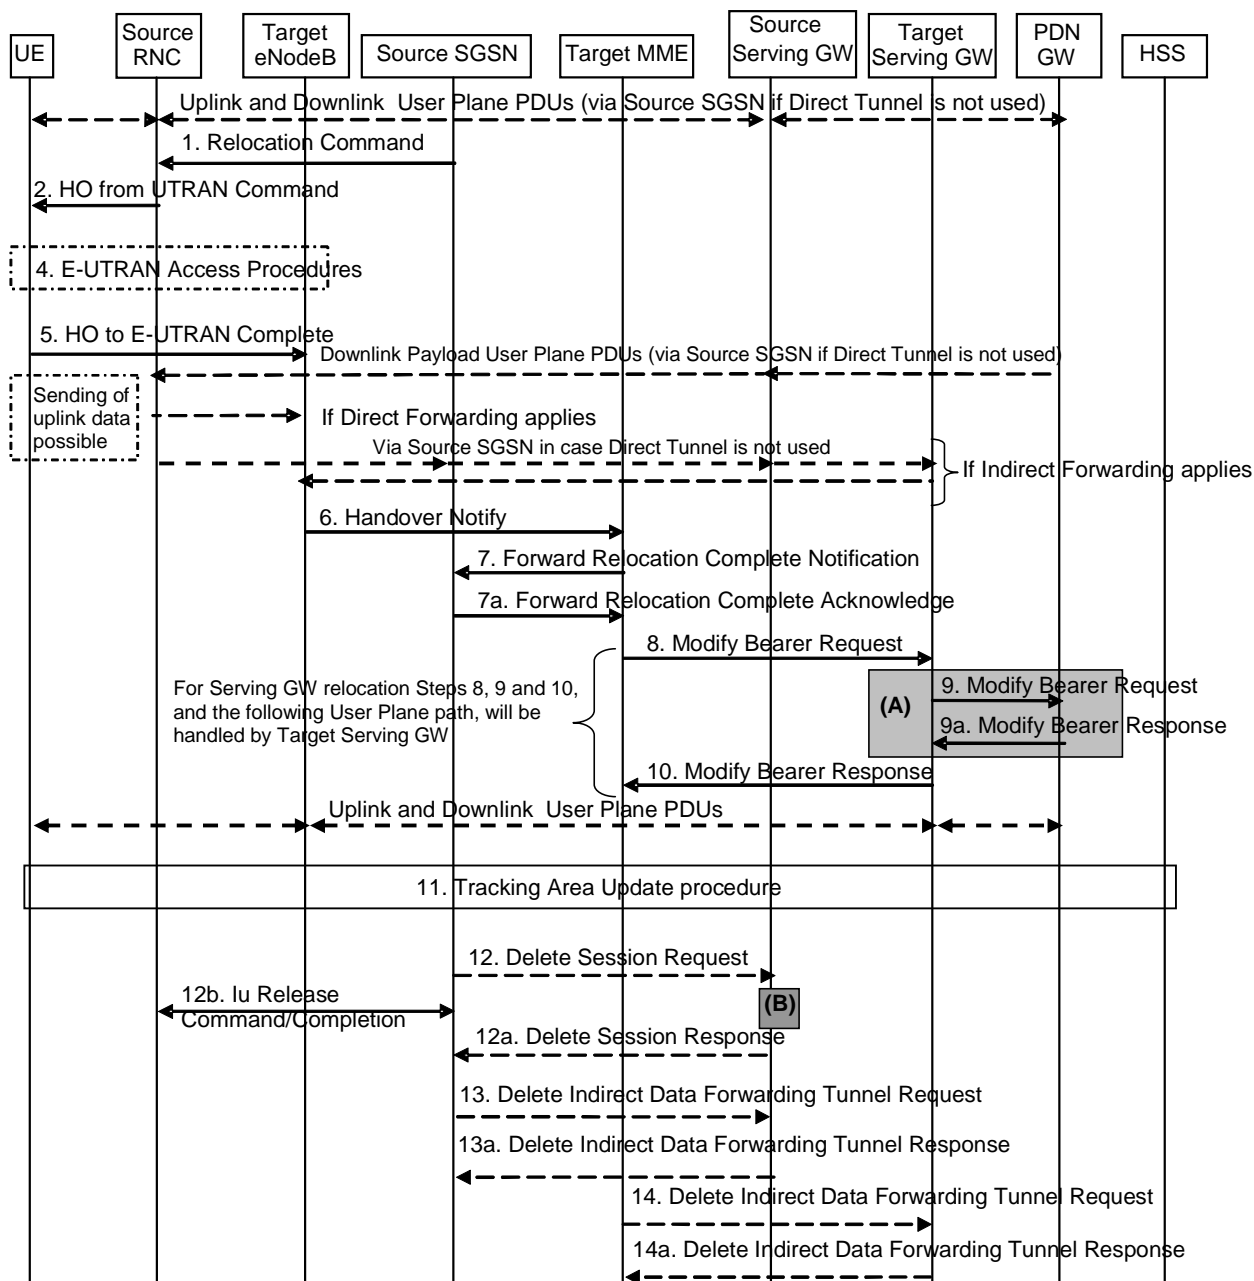 UE
Source
RNC
Target
eNodeB
Source SGSN
Target MME
Source
Serving GW
Target
Serving GW
PDN
GW
HSS
Uplink and Downlink User Plane PDUs (via Source SGSN if Direct Tunnel is not used)
1. Relocation Command
2. HO from UTRAN Command
4. E-UTRAN Access Procedures
5. HO to E-UTRAN Complete
Downlink Payload User Plane PDUs (via Source SGSN if Direct Tunnel is not used)
Sending of
uplink data
possible
If Direct Forwarding applies
Via Source SGSN in case Direct Tunnel is not used
If Indirect Forwarding applies
6. Handover Notify
7. Forward Relocation Complete Notification
7a. Forward Relocation Complete Acknowledge
8. Modify Bearer Request
For Serving GW relocation Steps 8, 9 and 10,
and the following User Plane path, will be
handled by Target Serving GW
(A)
9. Modify Bearer Request
9a. Modify Bearer Response
10. Modify Bearer Response
Uplink and Downlink User Plane PDUs
11. Tracking Area Update procedure
12. Delete Session Request
12b. Iu Release
Command/Completion
(B)
12a. Delete Session Response
13. Delete Indirect Data Forwarding Tunnel Request
13a. Delete Indirect Data Forwarding Tunnel Response
14. Delete Indirect Data Forwarding Tunnel Request
14a. Delete Indirect Data Forwarding Tunnel Response